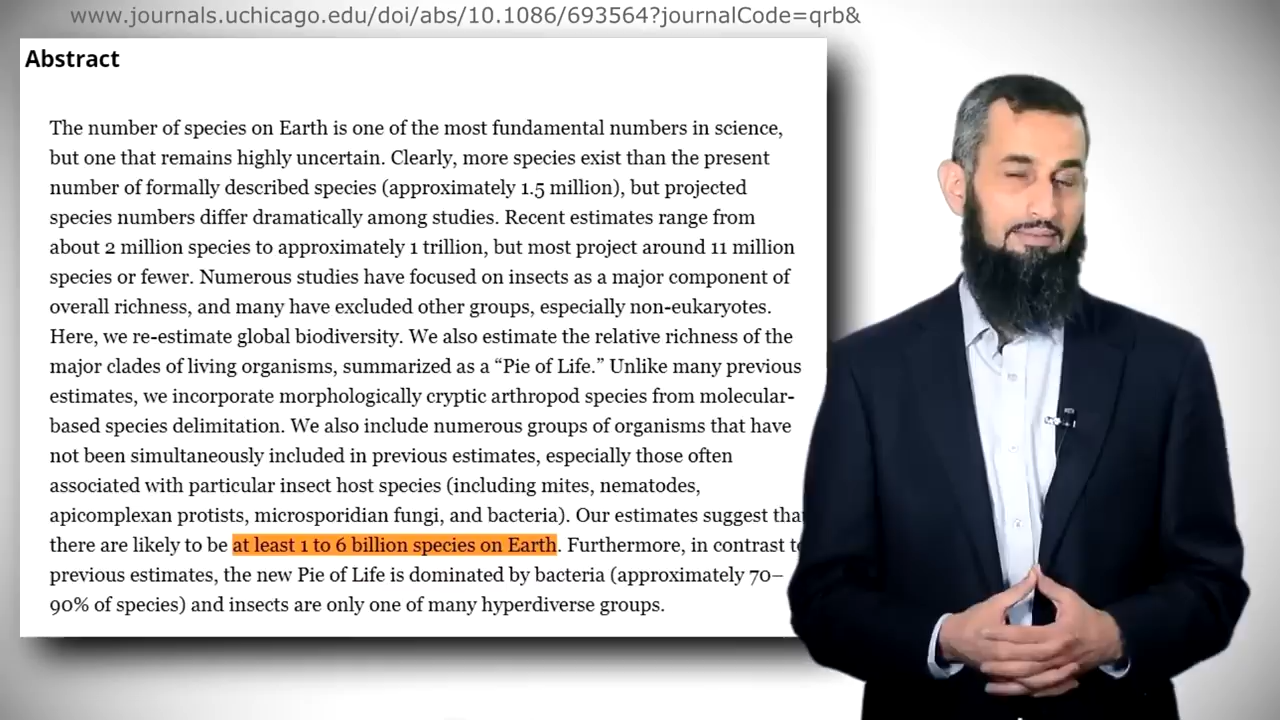 www.journals.uchicago.edu/doi/abs/10.1086/693564?journalCode=qrb&
Abstract
The number of species on Earth is one of the most fundamental numbers in science,
but one that remains highly uncertain. Clearly, more species exist than the present
number of formally described species (approximately 1.5 million), but projected
species numbers differ dramatically among studies. Recent estimates range from
about 2 million species to approximately 1 trillion, but most project around 11 million
species or fewer. Numerous studies have focused on insects as a major component of
overall richness, and many have excluded other groups, especially non-eukaryotes.
Here, we re-estimate global biodiversity. We also estimate the relative richness of the
major clades of living organisms, summarized as a “Pie of Life.” Unlike many previous
estimates, we incorporate morphologically cryptic arthropod species from molecular-
based species delimitation. We also include numerous groups of organisms that have
not been simultaneously included in previous estimates, especially those often
associated with particular insect host species (including mites, nematodes,
apicomplexan protists, microsporidian fungi, and bacteria). Our estimates suggest tha
there are likely to be at least 1 to 6 billion species on Earth. Furthermore, in contrast t
previous estimates, the new Pie of Life is dominated by bacteria (approximately 70–
90% of species) and insects are only one of many hyperdiverse groups.